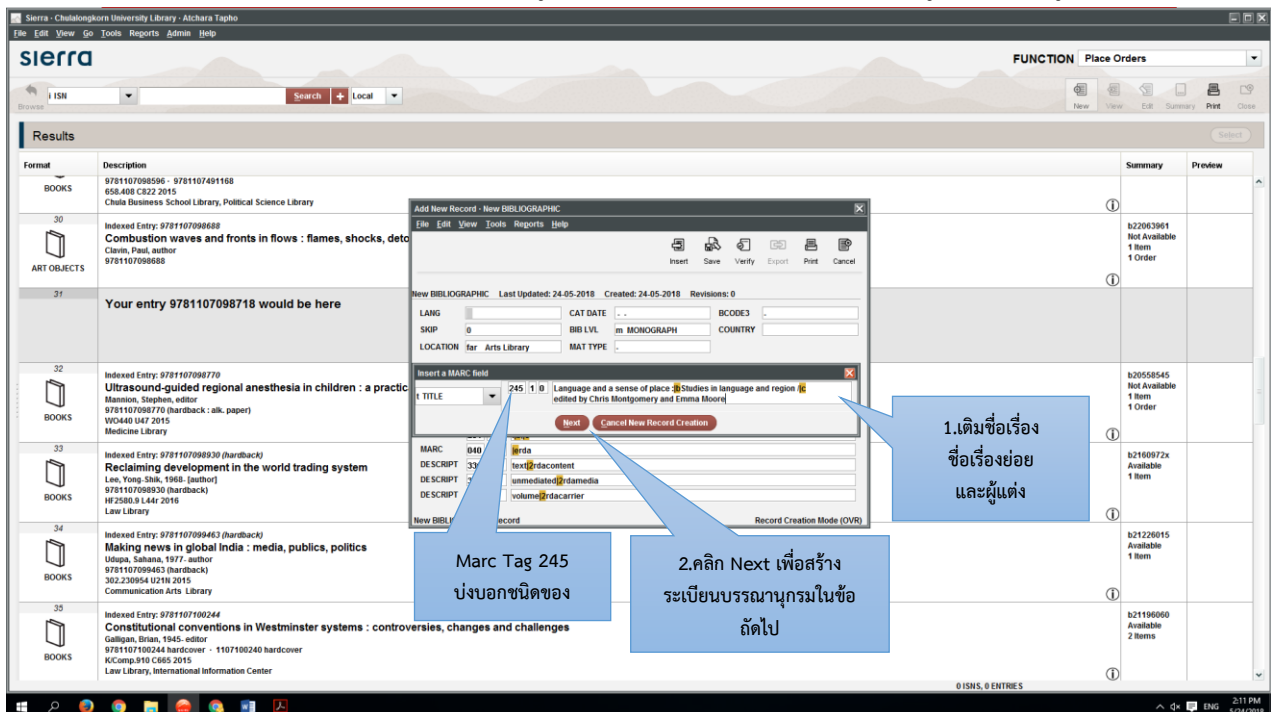 Sierra · Chulalongkorn University Library · Atchara Tapho
File Edit View Go Tools Reports Admin Help
sierra
FUNCTION Place Orders
Browse
i ISN
Search + Local
New View Edit Summary Print Close
Results
Select
Format Description Summary Preview
BOOKS
9781107098596 · 9781107491168
658.408 C822 2015
Chula Business School Library, Political Science Library
30
ART OBJECTS
Indexed Entry: 9781107098688
Combustion waves and fronts in flows : flames, shocks, deto
Clavin, Paul, author
9781107098688
b22063961
Not Available
1 Item
1 Order
31
Your entry 9781107098718 would be here
32
BOOKS
Indexed Entry: 9781107098770
Ultrasound-guided regional anesthesia in children : a practic
Mannion, Stephen, editor
9781107098770 (hardback : alk. paper)
WO440 U47 2015
Medicine Library
b20558545
Not Available
1 Item
1 Order
33
BOOKS
Indexed Entry: 9781107098930 (hardback)
Reclaiming development in the world trading system
Lee, Yong-Shik, 1968- [author]
9781107098930 (hardback)
HF2580.9 L44r 2016
Law Library
b2160972x
Available
1 Item
34
BOOKS
Indexed Entry: 9781107099463 (hardback)
Making news in global India : media, publics, politics
Udupa, Sahana, 1977- author
9781107099463 (hardback)
302.230954 U21N 2015
Communication Arts Library
b21226015
Available
1 Item
35
BOOKS
Indexed Entry: 9781107100244
Constitutional conventions in Westminster systems : controversies, changes and challenges
Galligan, Brian, 1945- editor
9781107100244 hardcover · 1107100240 hardcover
K/Comp.910 C665 2015
Law Library, International Information Center
b21196060
Available
2 Items
0 ISNS, 0 ENTRIES
Add New Record - New BIBLIOGRAPHIC
File Edit View Tools Reports Help
Insert Save Verify Export Print Cancel
New BIBLIOGRAPHIC Last Updated: 24-05-2018 Created: 24-05-2018 Revisions: 0
LANG CAT DATE - - BCODE3 -
SKIP 0 BIB LVL m MONOGRAPH COUNTRY
LOCATION far Arts Library MAT TYPE -
Insert a MARC field
t TITLE 245 1 0 Language and a sense of place :|bStudies in language and region /|c
edited by Chris Montgomery and Emma Moore
Next Cancel New Record Creation
MARC 040 |erda
DESCRIPT text|2rdacontent
DESCRIPT unmediated|2rdamedia
DESCRIPT volume|2rdacarrier
Record Creation Mode (OVR)
1.เติมชื่อเรื่อง
ชื่อเรื่องย่อย
และผู้แต่ง
Marc Tag 245
บ่งบอกชนิดของ
2.คลิก Next เพื่อสร้าง
ระเบียนบรรณานุกรมในข้อ
ถัดไป
ENG
2:11 PM
5/24/2018